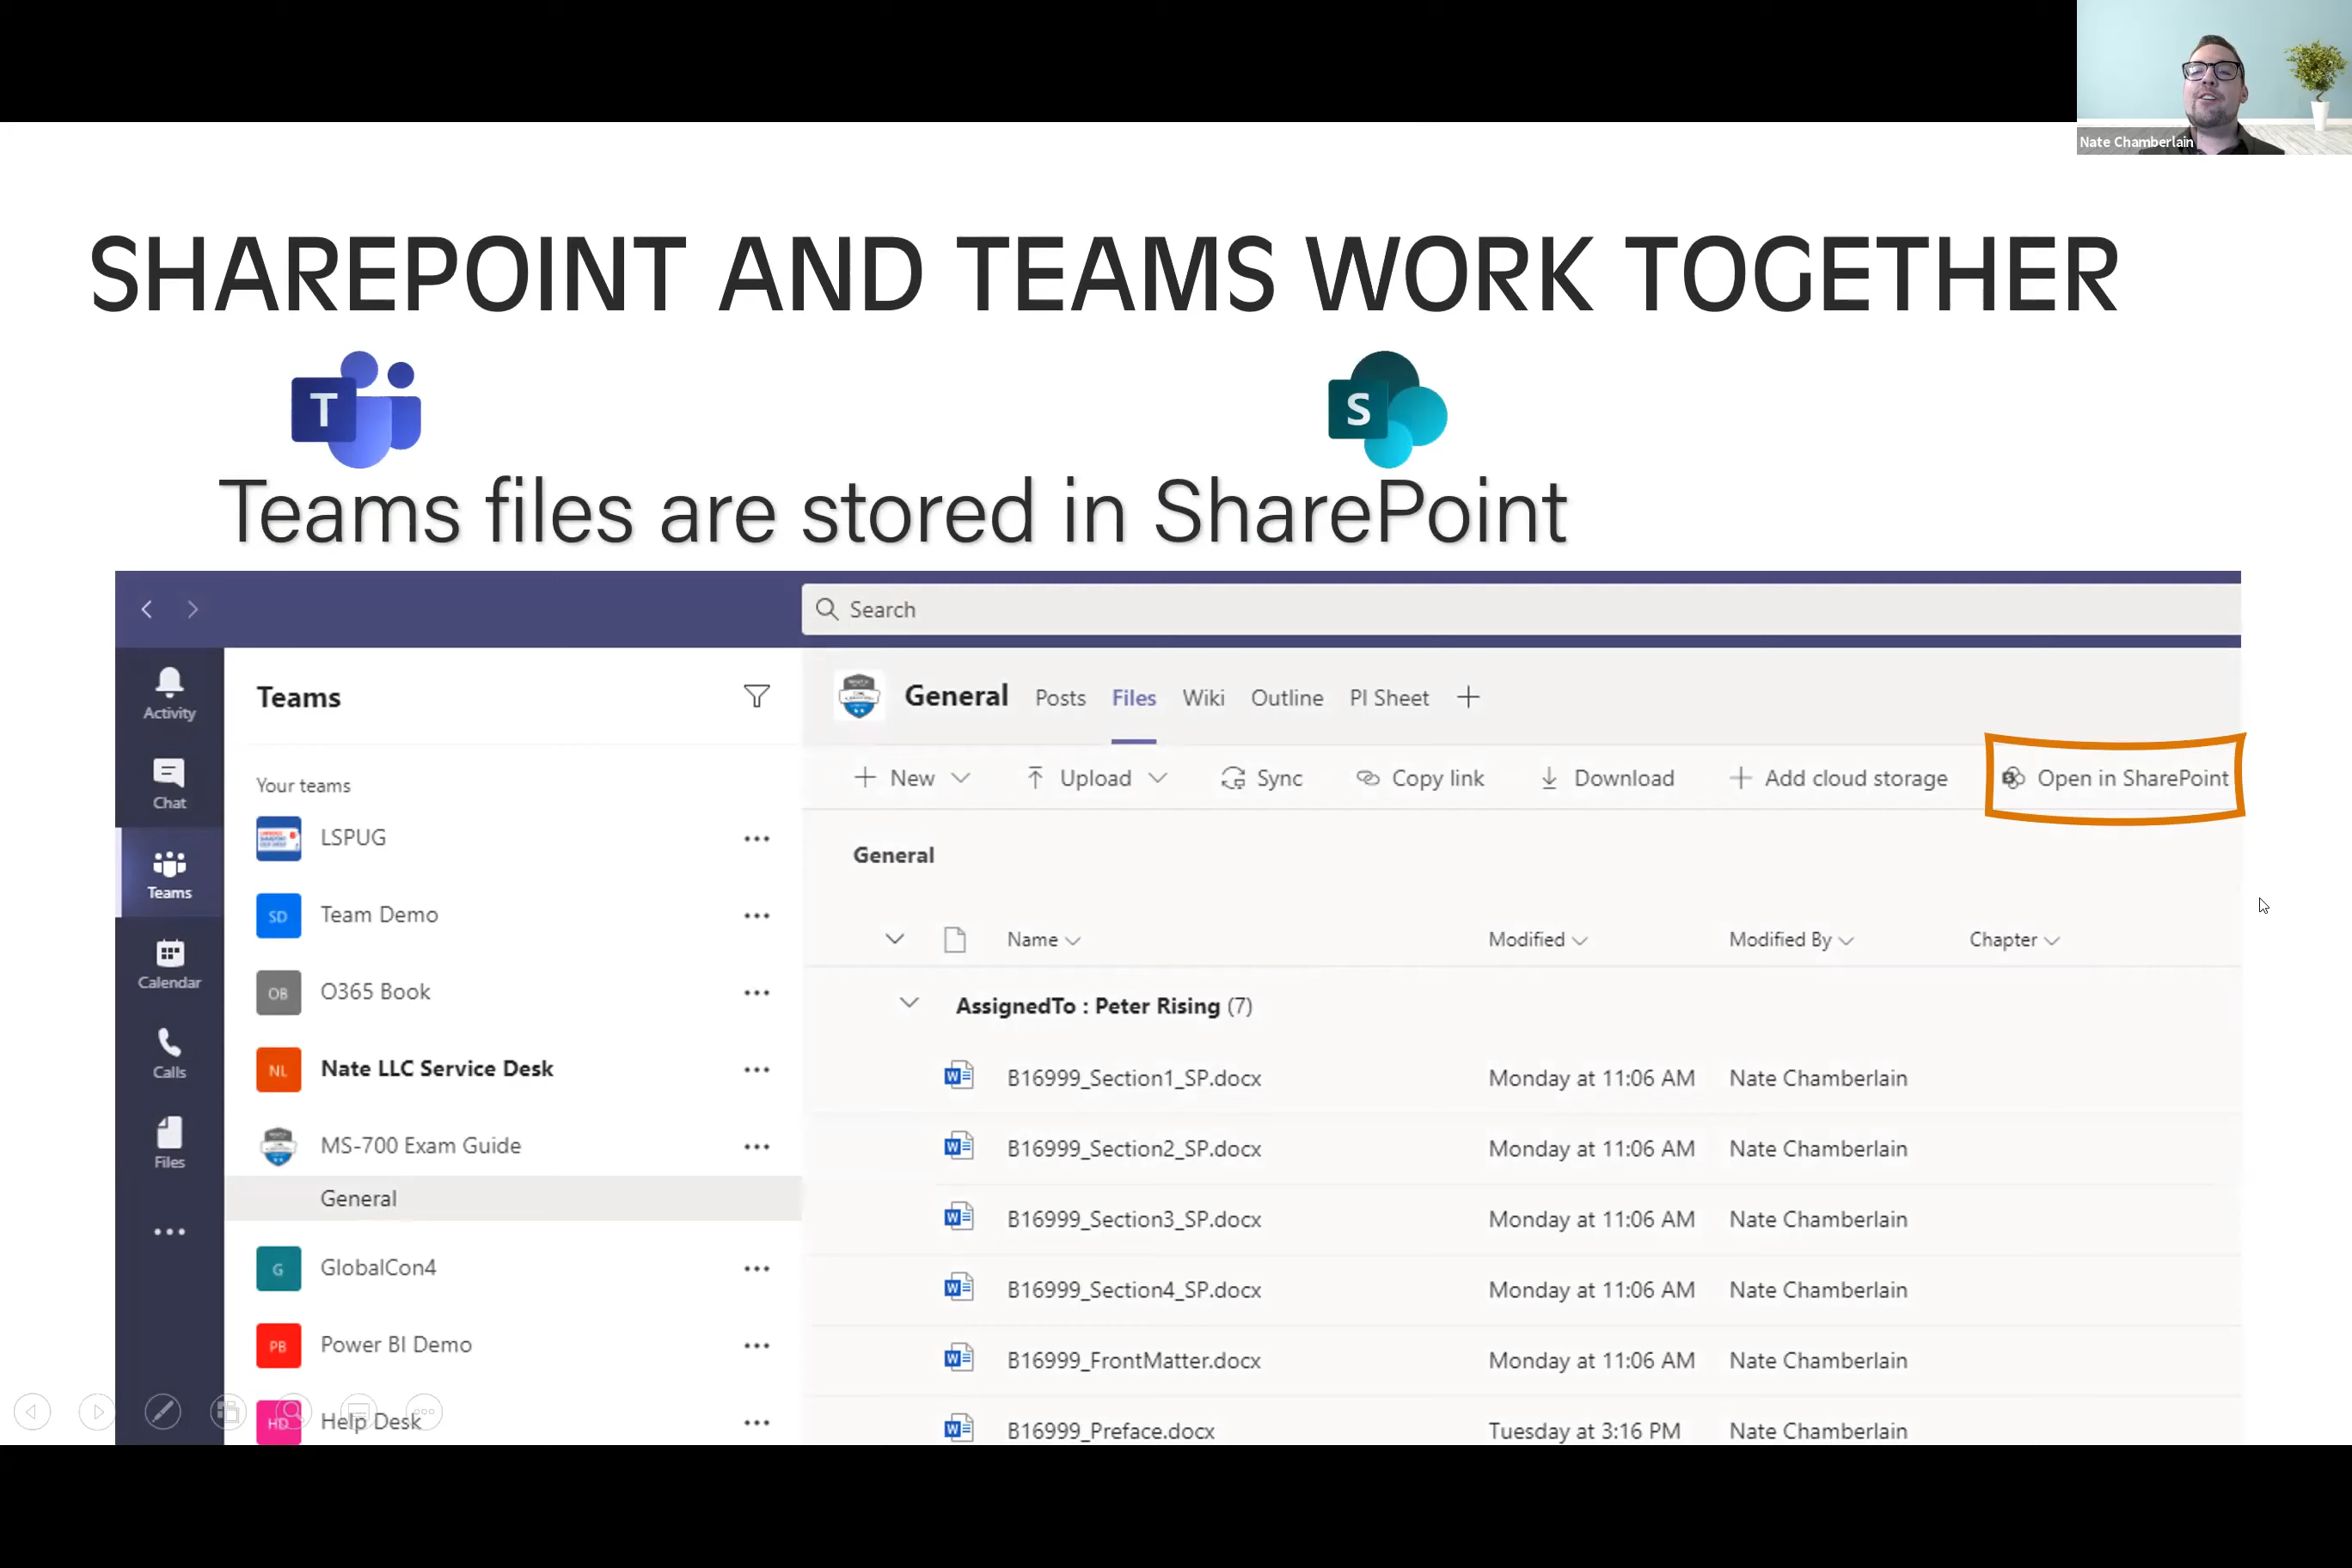 Nate Chamberlain
SHAREPOINT AND TEAMS WORK TOGETHER
T
S
Teams files are stored in SharePoint
Search
Activity
Chat
Teams
Calendar
Calls
Files
Teams
Your teams
LSPUG
SD Team Demo
OB O365 Book
NL Nate LLC Service Desk
MS-700 Exam Guide
General
G GlobalCon4
PB Power BI Demo
HD Help Desk
General Posts Files Wiki Outline PI Sheet +
+ New Upload Sync Copy link Download + Add cloud storage Open in SharePoint
General
Name Modified Modified By Chapter
AssignedTo : Peter Rising (7)
B16999_Section1_SP.docx Monday at 11:06 AM Nate Chamberlain
B16999_Section2_SP.docx Monday at 11:06 AM Nate Chamberlain
B16999_Section3_SP.docx Monday at 11:06 AM Nate Chamberlain
B16999_Section4_SP.docx Monday at 11:06 AM Nate Chamberlain
B16999_FrontMatter.docx Monday at 11:06 AM Nate Chamberlain
B16999_Preface.docx Tuesday at 3:16 PM Nate Chamberlain